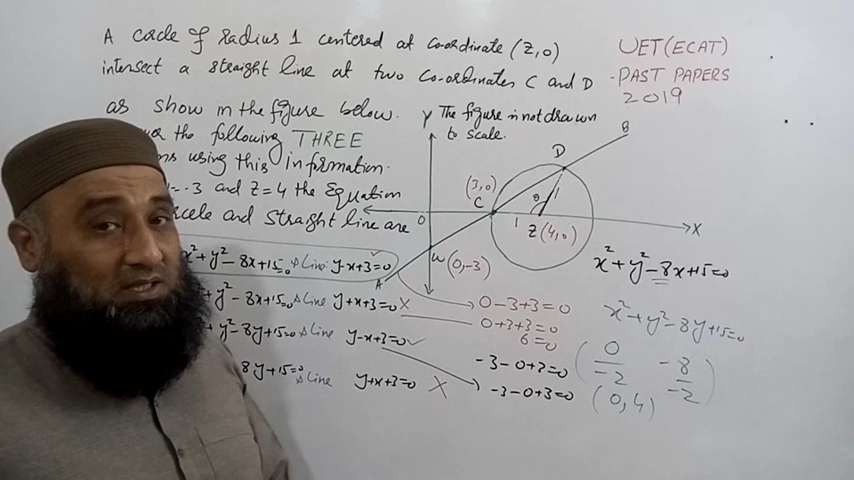 A circle of radius 1 centered at coordinate (Z,0)
intersect a straight line at two Co-ordinates C and D
as show in the figure below.
the following THREE
using this information.
-3 and Z=4 the Equation
and straight line are
x²+y²-8x+15=0 & Line y-x+3=0 ✓
+y²-8x+15=0 & Line y+x+3=0 X
+y²-8y+15=0 & Line y-x+3=0 ✓
8y+15=0 & Line y+x+3=0 X
UET(ECAT)
PAST PAPERS
2019
The figure is not drawn
to scale.
Y
B
D
(3,0)
C
θ
1
O
1
Z(4,0)
X
W (0,-3)
A
x²+y²-8x+15=0
0-3+3=0
0+3+3=0
6=0
-3-0+3=0
-3-0+3=0
x²+y²-8y+15=0
(0/-2 -8/-2)
(0,4)